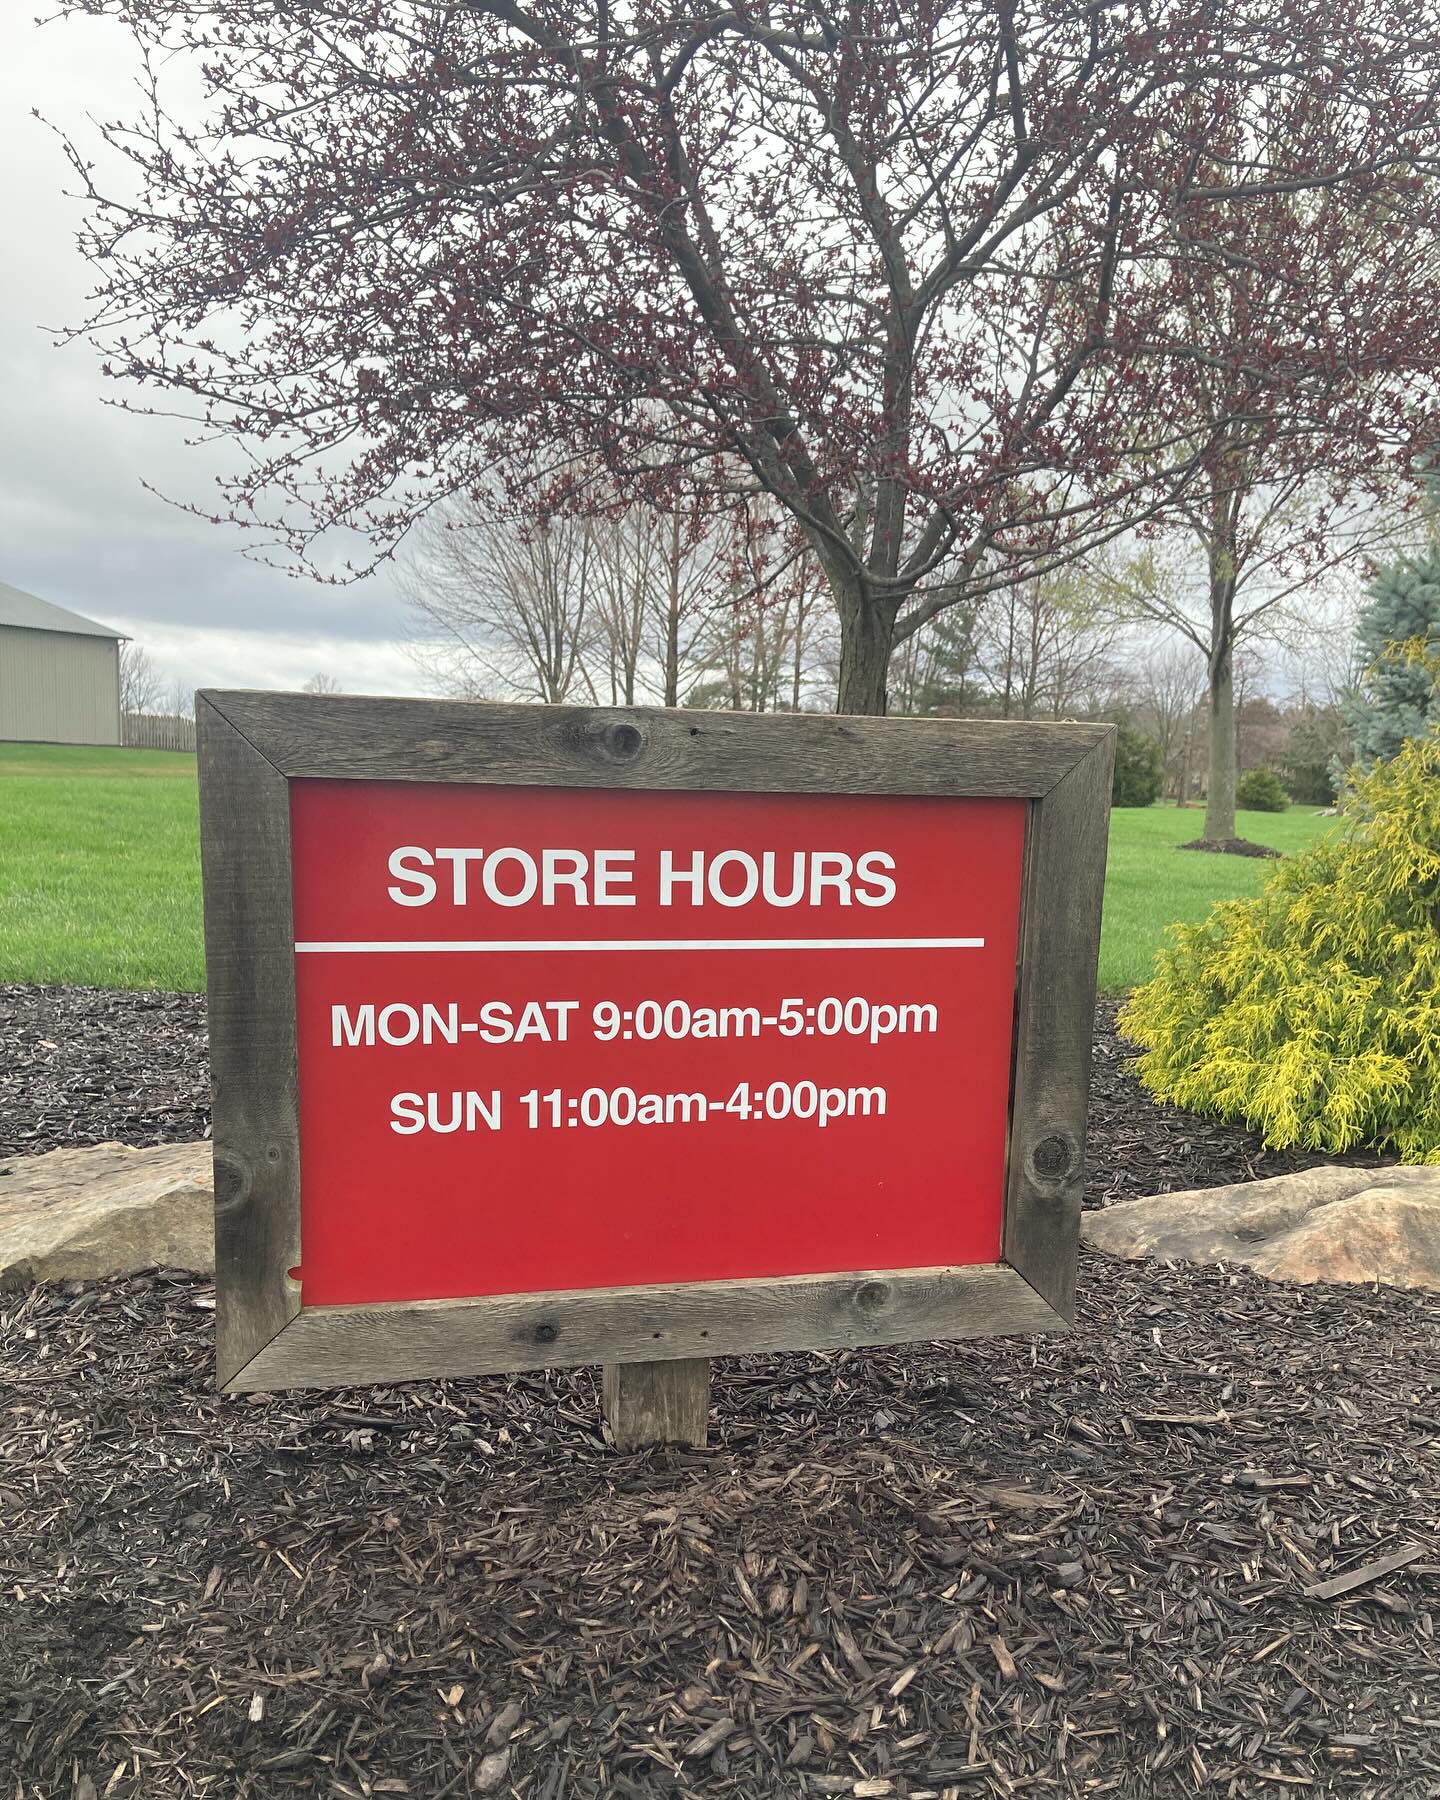 STORE HOURS
MON-SAT 9:00am-5:00pm
SUN 11:00am-4:00pm